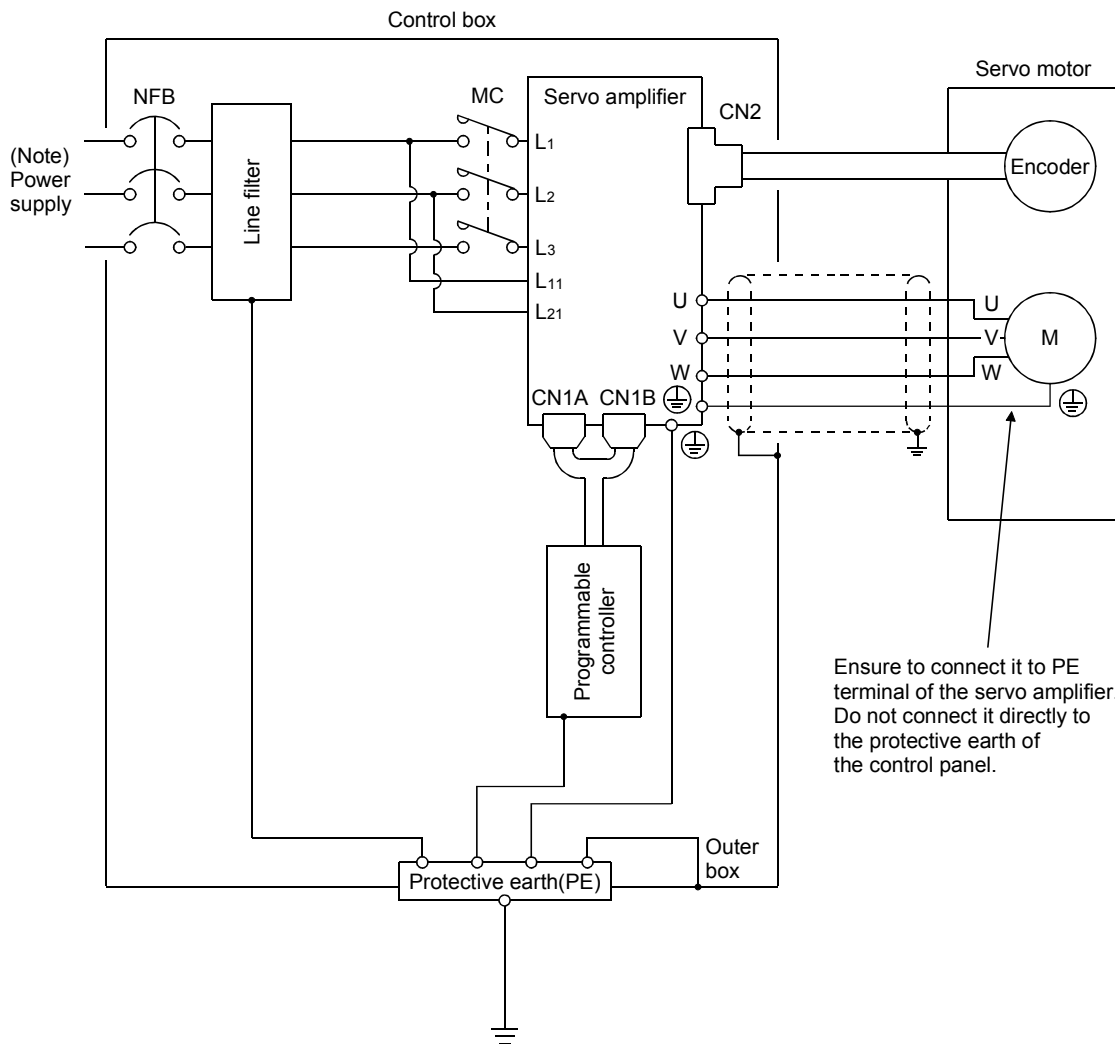 Control box
Servo motor
NFB
MC
Servo amplifier
CN2
(Note)
Power
supply
Line filter
L1
L2
L3
L11
L21
Encoder
U
V
W
U
V
W
M
CN1A
CN1B
Programmable
controller
Ensure to connect it to PE
terminal of the servo amplifier.
Do not connect it directly to
the protective earth of
the control panel.
Outer
box
Protective earth(PE)